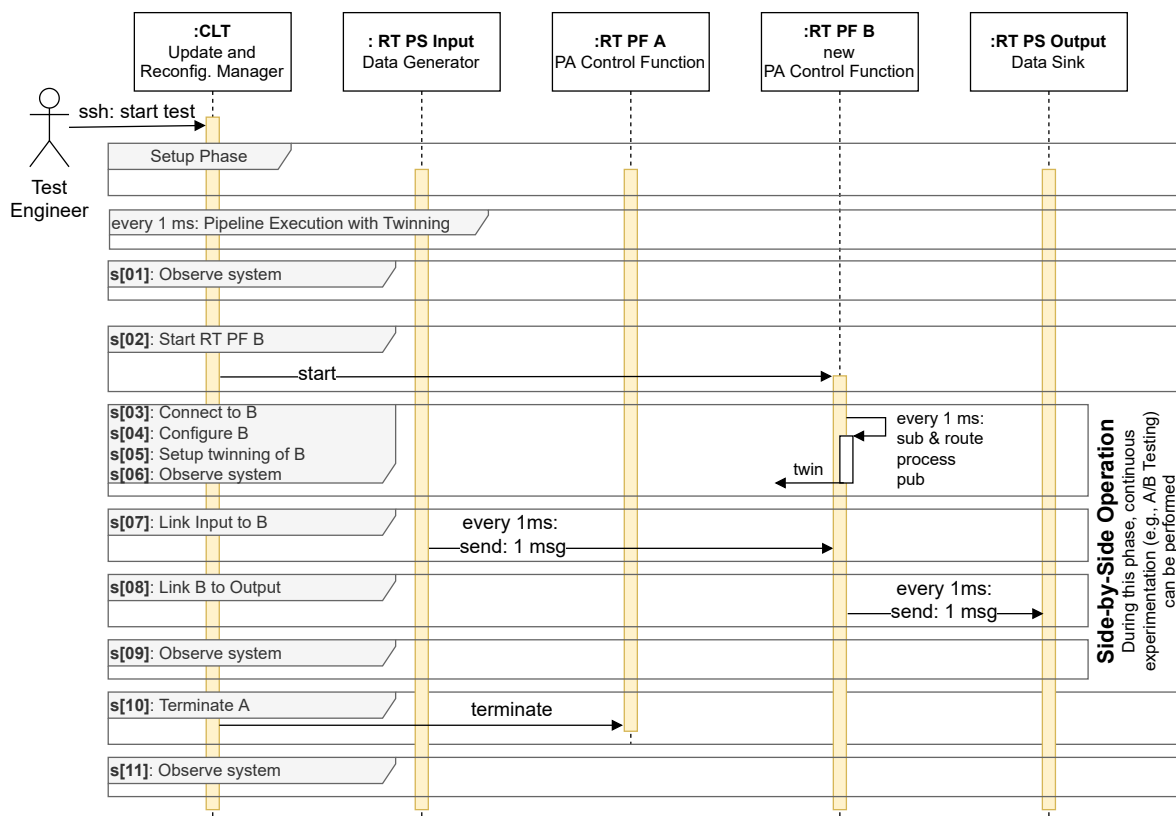 :CLT
Update and
Reconfig. Manager
: RT PS Input
Data Generator
:RT PF A
PA Control Function
:RT PF B
new
PA Control Function
:RT PS Output
Data Sink
ssh: start test
Test
Engineer
Setup Phase
every 1 ms: Pipeline Execution with Twinning
s[01]: Observe system
s[02]: Start RT PF B
start
s[03]: Connect to B
s[04]: Configure B
s[05]: Setup twinning of B
s[06]: Observe system
every 1 ms:
sub & route
process
pub
twin
s[07]: Link Input to B
every 1ms:
send: 1 msg
s[08]: Link B to Output
every 1ms:
send: 1 msg
s[09]: Observe system
Side-by-Side Operation
During this phase, continuous
experimentation (e.g., A/B Testing)
can be performed
s[10]: Terminate A
terminate
s[11]: Observe system